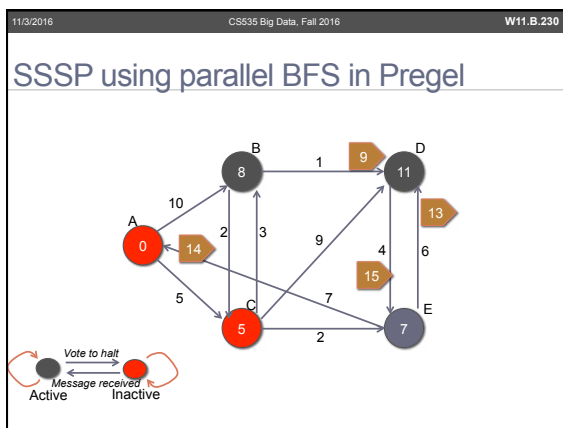 11/3/2016 CS535 Big Data, Fall 2016 W11.B.230
SSSP using parallel BFS in Pregel
B D
8 1 9 11
10 13
A
0 14 2 3 9 4 6
15
5 C 7 E
5 2 7
Vote to halt
Message received
Active Inactive